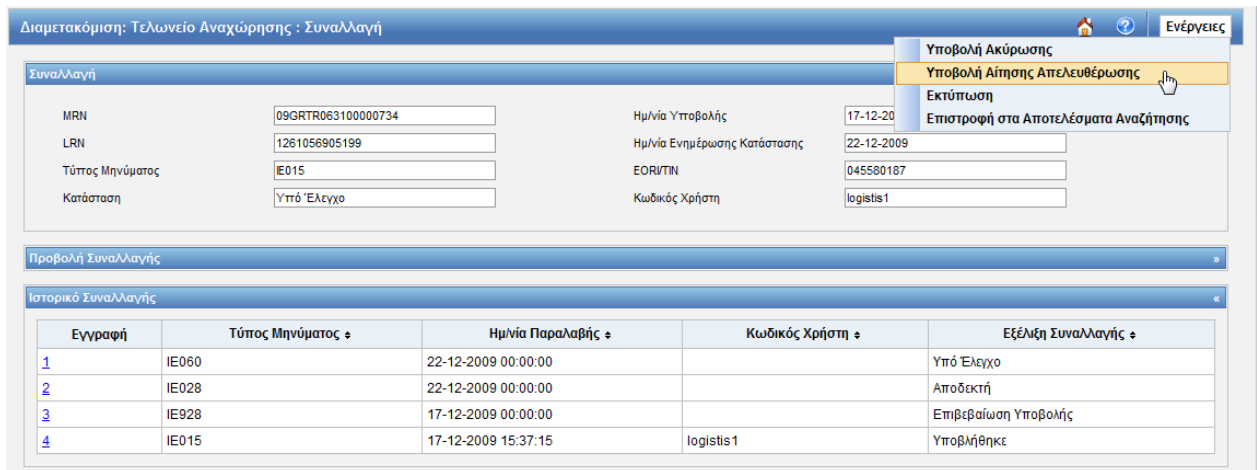 Διαμετακόμιση: Τελωνείο Αναχώρησης : Συναλλαγή
Ενέργειες
Υποβολή Ακύρωσης
Υποβολή Αίτησης Απελευθέρωσης
Εκτύπωση
Επιστροφή στα Αποτελέσματα Αναζήτησης
Συναλλαγή
MRN 09GRTR063100000734 Ημ/νία Υποβολής 17-12-20
LRN 1261056905199 Ημ/νία Ενημέρωσης Κατάστασης 22-12-2009
Τύπος Μηνύματος IE015 EORI/TIN 045580187
Κατάσταση Υπό Έλεγχο Κωδικός Χρήστη logistis1
Προβολή Συναλλαγής »
Ιστορικό Συναλλαγής «
Εγγραφή Τύπος Μηνύματος Ημ/νία Παραλαβής Κωδικός Χρήστη Εξέλιξη Συναλλαγής
1 IE060 22-12-2009 00:00:00 Υπό Έλεγχο
2 IE028 22-12-2009 00:00:00 Αποδεκτή
3 IE928 17-12-2009 00:00:00 Επιβεβαίωση Υποβολής
4 IE015 17-12-2009 15:37:15 logistis1 Υποβλήθηκε